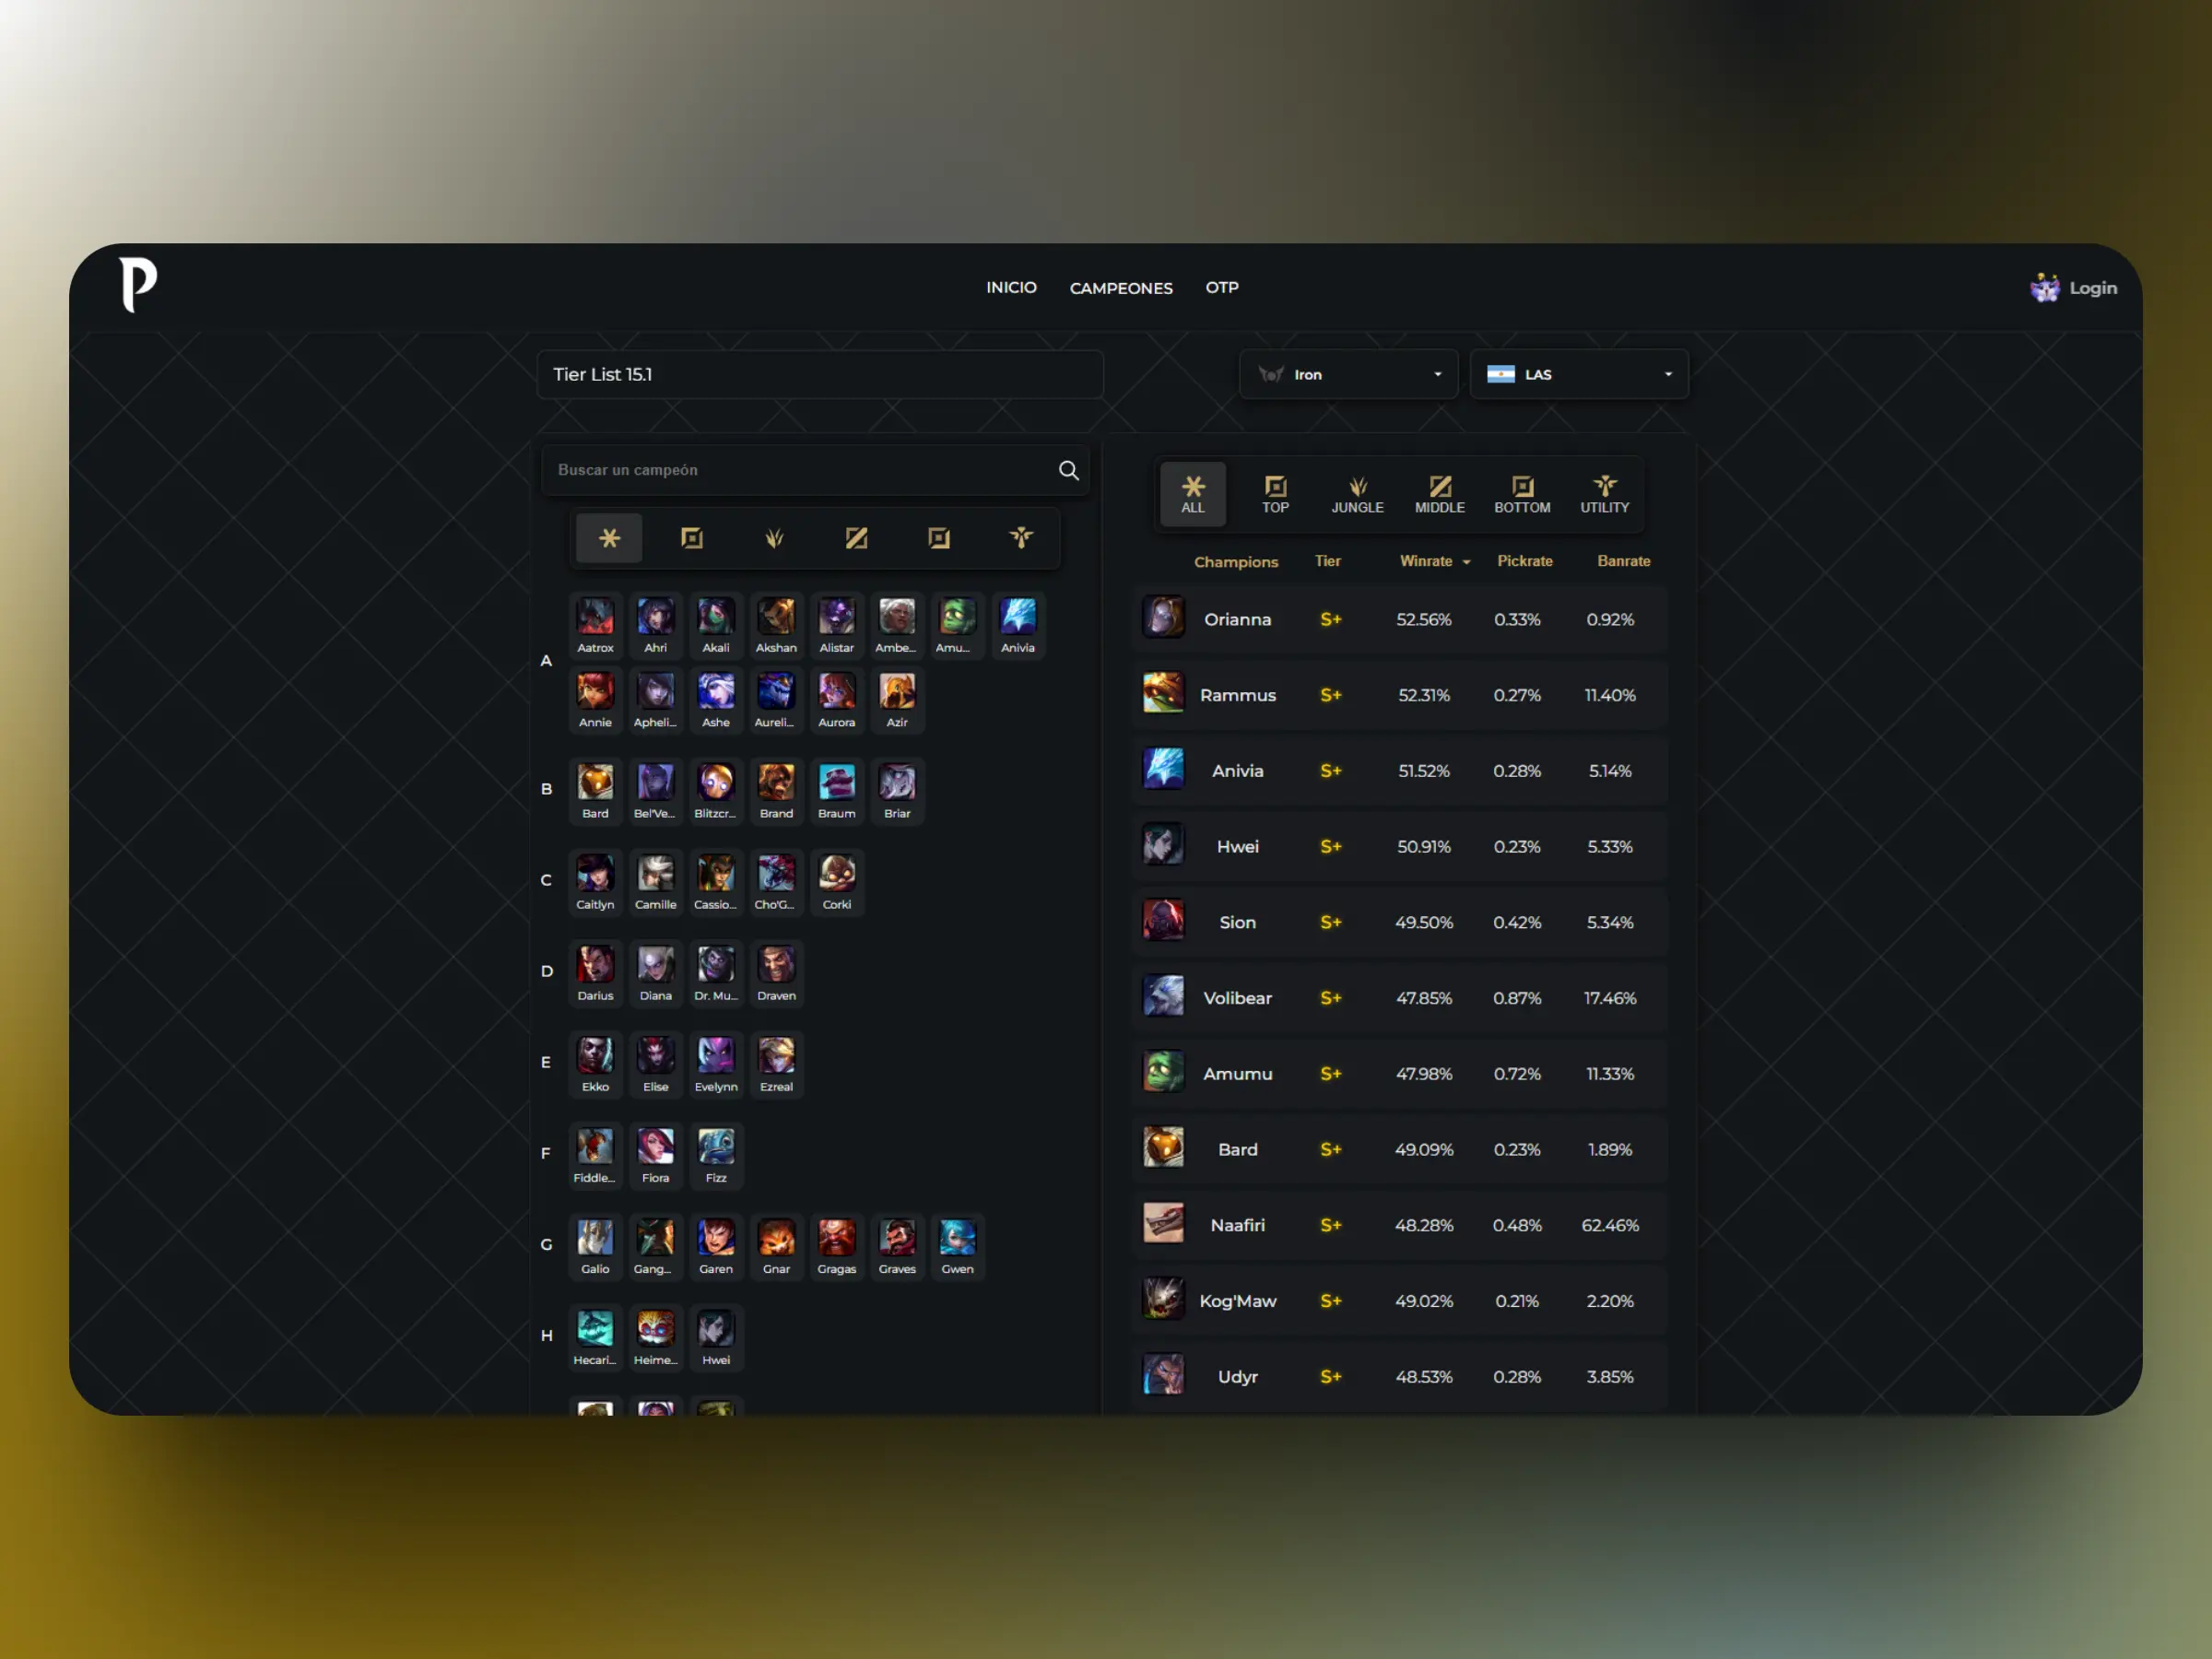 P
INICIO CAMPEONES OTP
Login
Tier List 15.1
Iron
LAS
Buscar un campeón
A
Aatrox Ahri Akali Akshan Alistar Ambe... Amu... Anivia
Annie Apheli... Ashe Aureli... Aurora Azir
B
Bard Bel'Ve... Blitzcr... Brand Braum Briar
C
Caitlyn Camille Cassio... Cho'G... Corki
D
Darius Diana Dr. Mu... Draven
E
Ekko Elise Evelynn Ezreal
F
Fiddle... Fiora Fizz
G
Galio Gang... Garen Gnar Gragas Graves Gwen
H
Hecari... Heime... Hwei
ALL TOP JUNGLE MIDDLE BOTTOM UTILITY
Champions Tier Winrate Pickrate Banrate
Orianna S+ 52.56% 0.33% 0.92%
Rammus S+ 52.31% 0.27% 11.40%
Anivia S+ 51.52% 0.28% 5.14%
Hwei S+ 50.91% 0.23% 5.33%
Sion S+ 49.50% 0.42% 5.34%
Volibear S+ 47.85% 0.87% 17.46%
Amumu S+ 47.98% 0.72% 11.33%
Bard S+ 49.09% 0.23% 1.89%
Naafiri S+ 48.28% 0.48% 62.46%
Kog'Maw S+ 49.02% 0.21% 2.20%
Udyr S+ 48.53% 0.28% 3.85%